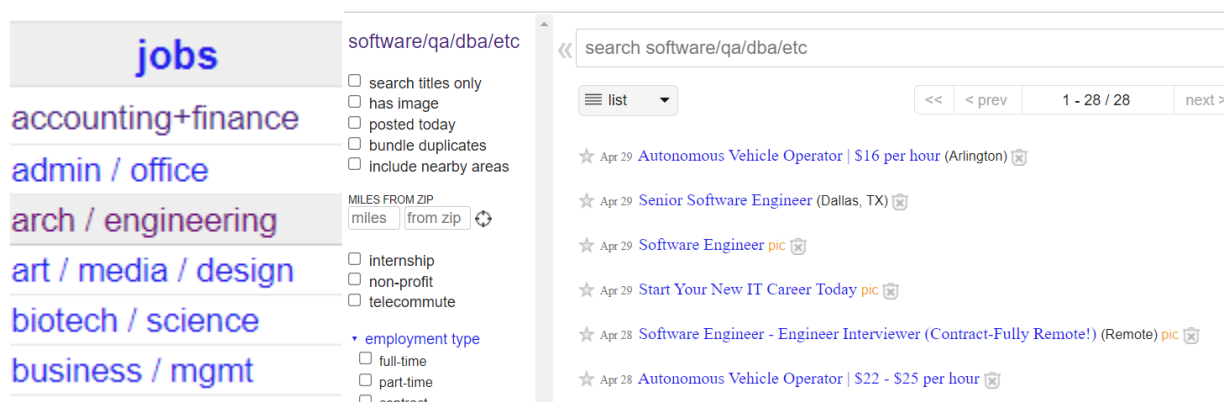 jobs
accounting+finance
admin / office
arch / engineering
art / media / design
biotech / science
business / mgmt
software/qa/dba/etc
search titles only
has image
posted today
bundle duplicates
include nearby areas
MILES FROM ZIP
miles from zip
internship
non-profit
telecommute
employment type
full-time
part-time
« search software/qa/dba/etc
list << < prev 1 - 28 / 28 next >
Apr 29 Autonomous Vehicle Operator | $16 per hour (Arlington)
Apr 29 Senior Software Engineer (Dallas, TX)
Apr 29 Software Engineer pic
Apr 29 Start Your New IT Career Today pic
Apr 28 Software Engineer - Engineer Interviewer (Contract-Fully Remote!) (Remote) pic
Apr 28 Autonomous Vehicle Operator | $22 - $25 per hour